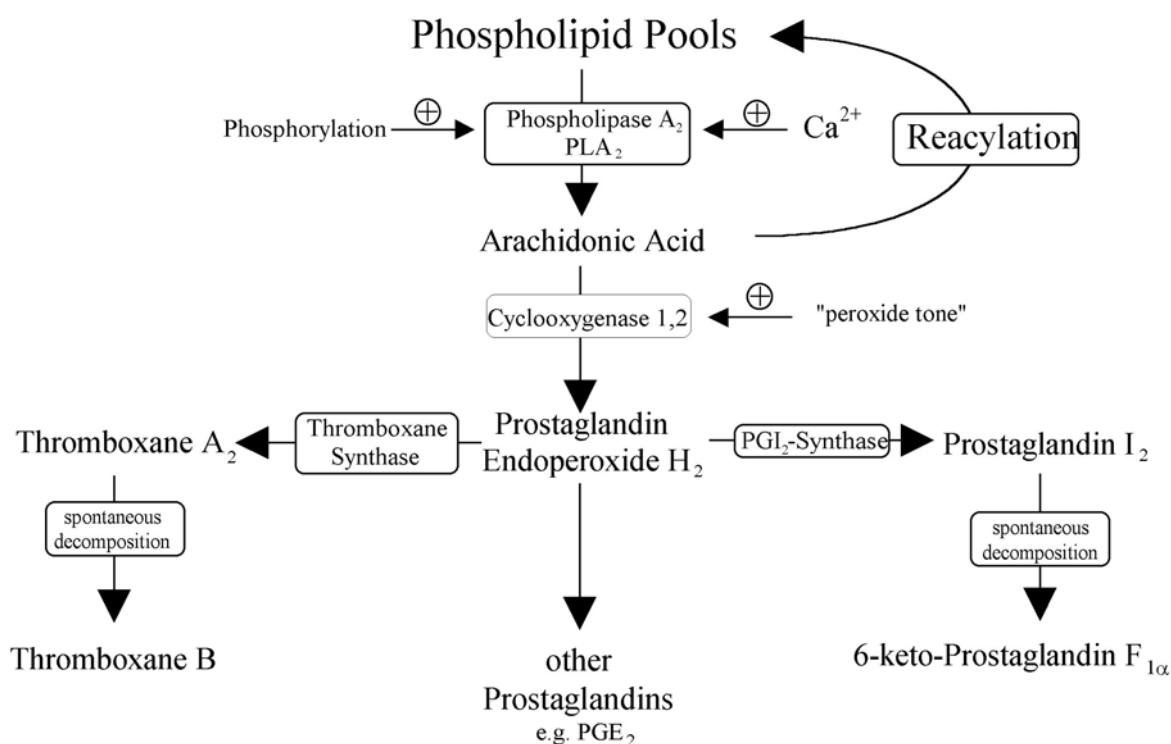 Phospholipid Pools
Phosphorylation
⊕
Phospholipase A₂
PLA₂
⊕
Ca²⁺
Reacylation
Arachidonic Acid
Cyclooxygenase 1,2
⊕
"peroxide tone"
Thromboxane A₂
Thromboxane
Synthase
Prostaglandin
Endoperoxide H₂
PGI₂-Synthase
Prostaglandin I₂
spontaneous
decomposition
spontaneous
decomposition
Thromboxane B
other
Prostaglandins
e.g. PGE₂
6-keto-Prostaglandin F₁α